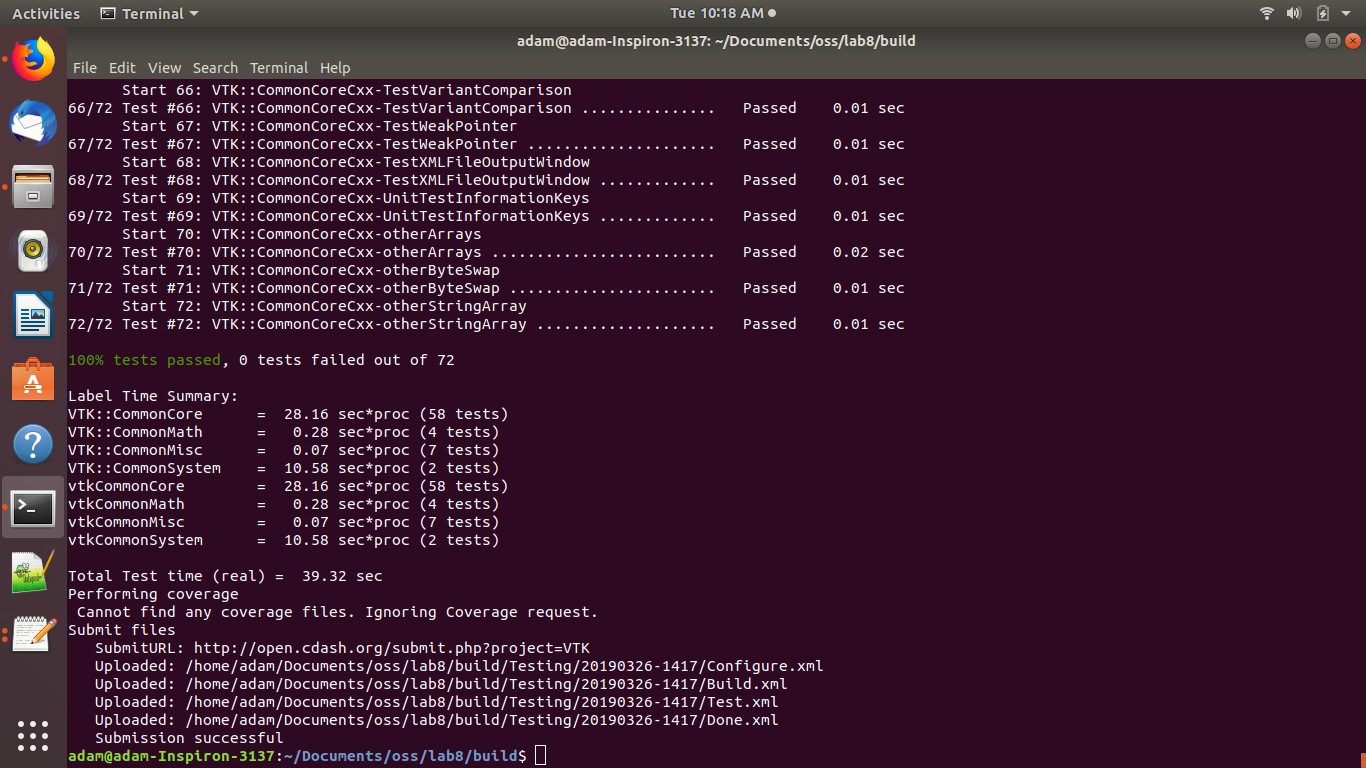 Activities Terminal Tue 10:18 AM
adam@adam-Inspiron-3137: ~/Documents/oss/lab8/build
File Edit View Search Terminal Help
      Start 66: VTK::CommonCoreCxx-TestVariantComparison
66/72 Test #66: VTK::CommonCoreCxx-TestVariantComparison ...............   Passed    0.01 sec
      Start 67: VTK::CommonCoreCxx-TestWeakPointer
67/72 Test #67: VTK::CommonCoreCxx-TestWeakPointer .....................   Passed    0.01 sec
      Start 68: VTK::CommonCoreCxx-TestXMLFileOutputWindow
68/72 Test #68: VTK::CommonCoreCxx-TestXMLFileOutputWindow .............   Passed    0.01 sec
      Start 69: VTK::CommonCoreCxx-UnitTestInformationKeys
69/72 Test #69: VTK::CommonCoreCxx-UnitTestInformationKeys .............   Passed    0.01 sec
      Start 70: VTK::CommonCoreCxx-otherArrays
70/72 Test #70: VTK::CommonCoreCxx-otherArrays .........................   Passed    0.02 sec
      Start 71: VTK::CommonCoreCxx-otherByteSwap
71/72 Test #71: VTK::CommonCoreCxx-otherByteSwap .......................   Passed    0.01 sec
      Start 72: VTK::CommonCoreCxx-otherStringArray
72/72 Test #72: VTK::CommonCoreCxx-otherStringArray ....................   Passed    0.01 sec

100% tests passed, 0 tests failed out of 72

Label Time Summary:
VTK::CommonCore      =  28.16 sec*proc (58 tests)
VTK::CommonMath      =   0.28 sec*proc (4 tests)
VTK::CommonMisc      =   0.07 sec*proc (7 tests)
VTK::CommonSystem    =  10.58 sec*proc (2 tests)
vtkCommonCore        =  28.16 sec*proc (58 tests)
vtkCommonMath        =   0.28 sec*proc (4 tests)
vtkCommonMisc        =   0.07 sec*proc (7 tests)
vtkCommonSystem      =  10.58 sec*proc (2 tests)

Total Test time (real) =  39.32 sec
Performing coverage
 Cannot find any coverage files. Ignoring Coverage request.
Submit files
   SubmitURL: http://open.cdash.org/submit.php?project=VTK
   Uploaded: /home/adam/Documents/oss/lab8/build/Testing/20190326-1417/Configure.xml
   Uploaded: /home/adam/Documents/oss/lab8/build/Testing/20190326-1417/Build.xml
   Uploaded: /home/adam/Documents/oss/lab8/build/Testing/20190326-1417/Test.xml
   Uploaded: /home/adam/Documents/oss/lab8/build/Testing/20190326-1417/Done.xml
   Submission successful
adam@adam-Inspiron-3137:~/Documents/oss/lab8/build$